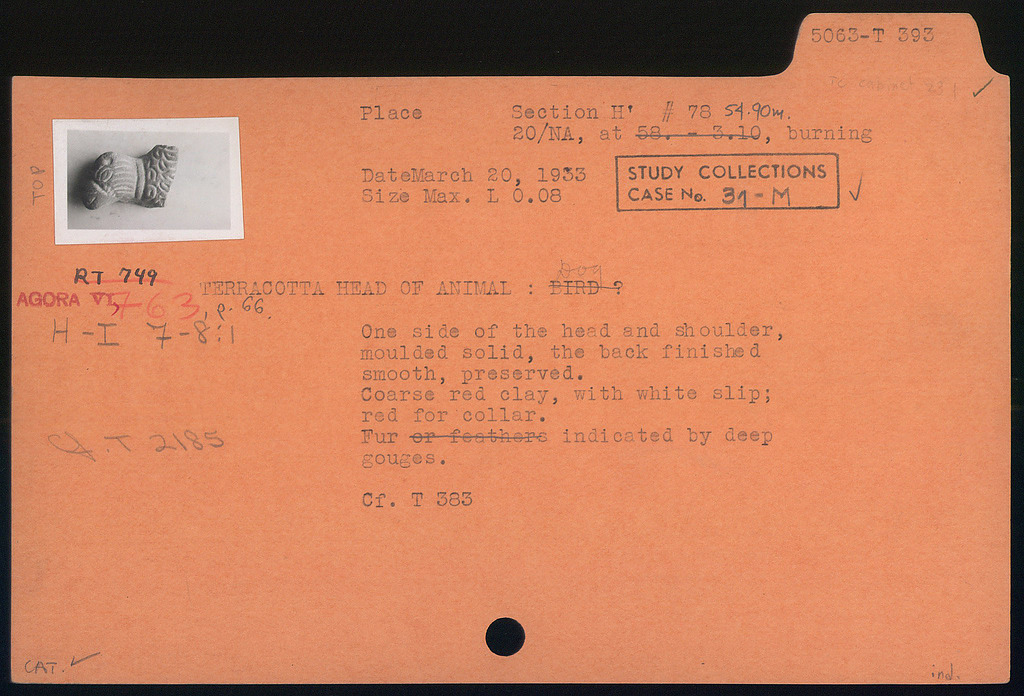 5063-T 393
TC cabinet 83
Place Section H' # 78 54.90m.
20/NA, at 58. - 3.10, burning
TOP
DateMarch 20, 1933
Size Max. L 0.08
STUDY COLLECTIONS
CASE No. 31-M
RT 749
Dog
TERRACOTTA HEAD OF ANIMAL : BIRD ?
AGORA VI, 763, p. 66.
H-I 7-8:1
One side of the head and shoulder,
moulded solid, the back finished
smooth, preserved.
Coarse red clay, with white slip;
red for collar.
Fur or feathers indicated by deep
gouges.
Cf. T 2185
Cf. T 383
CAT.
ind.